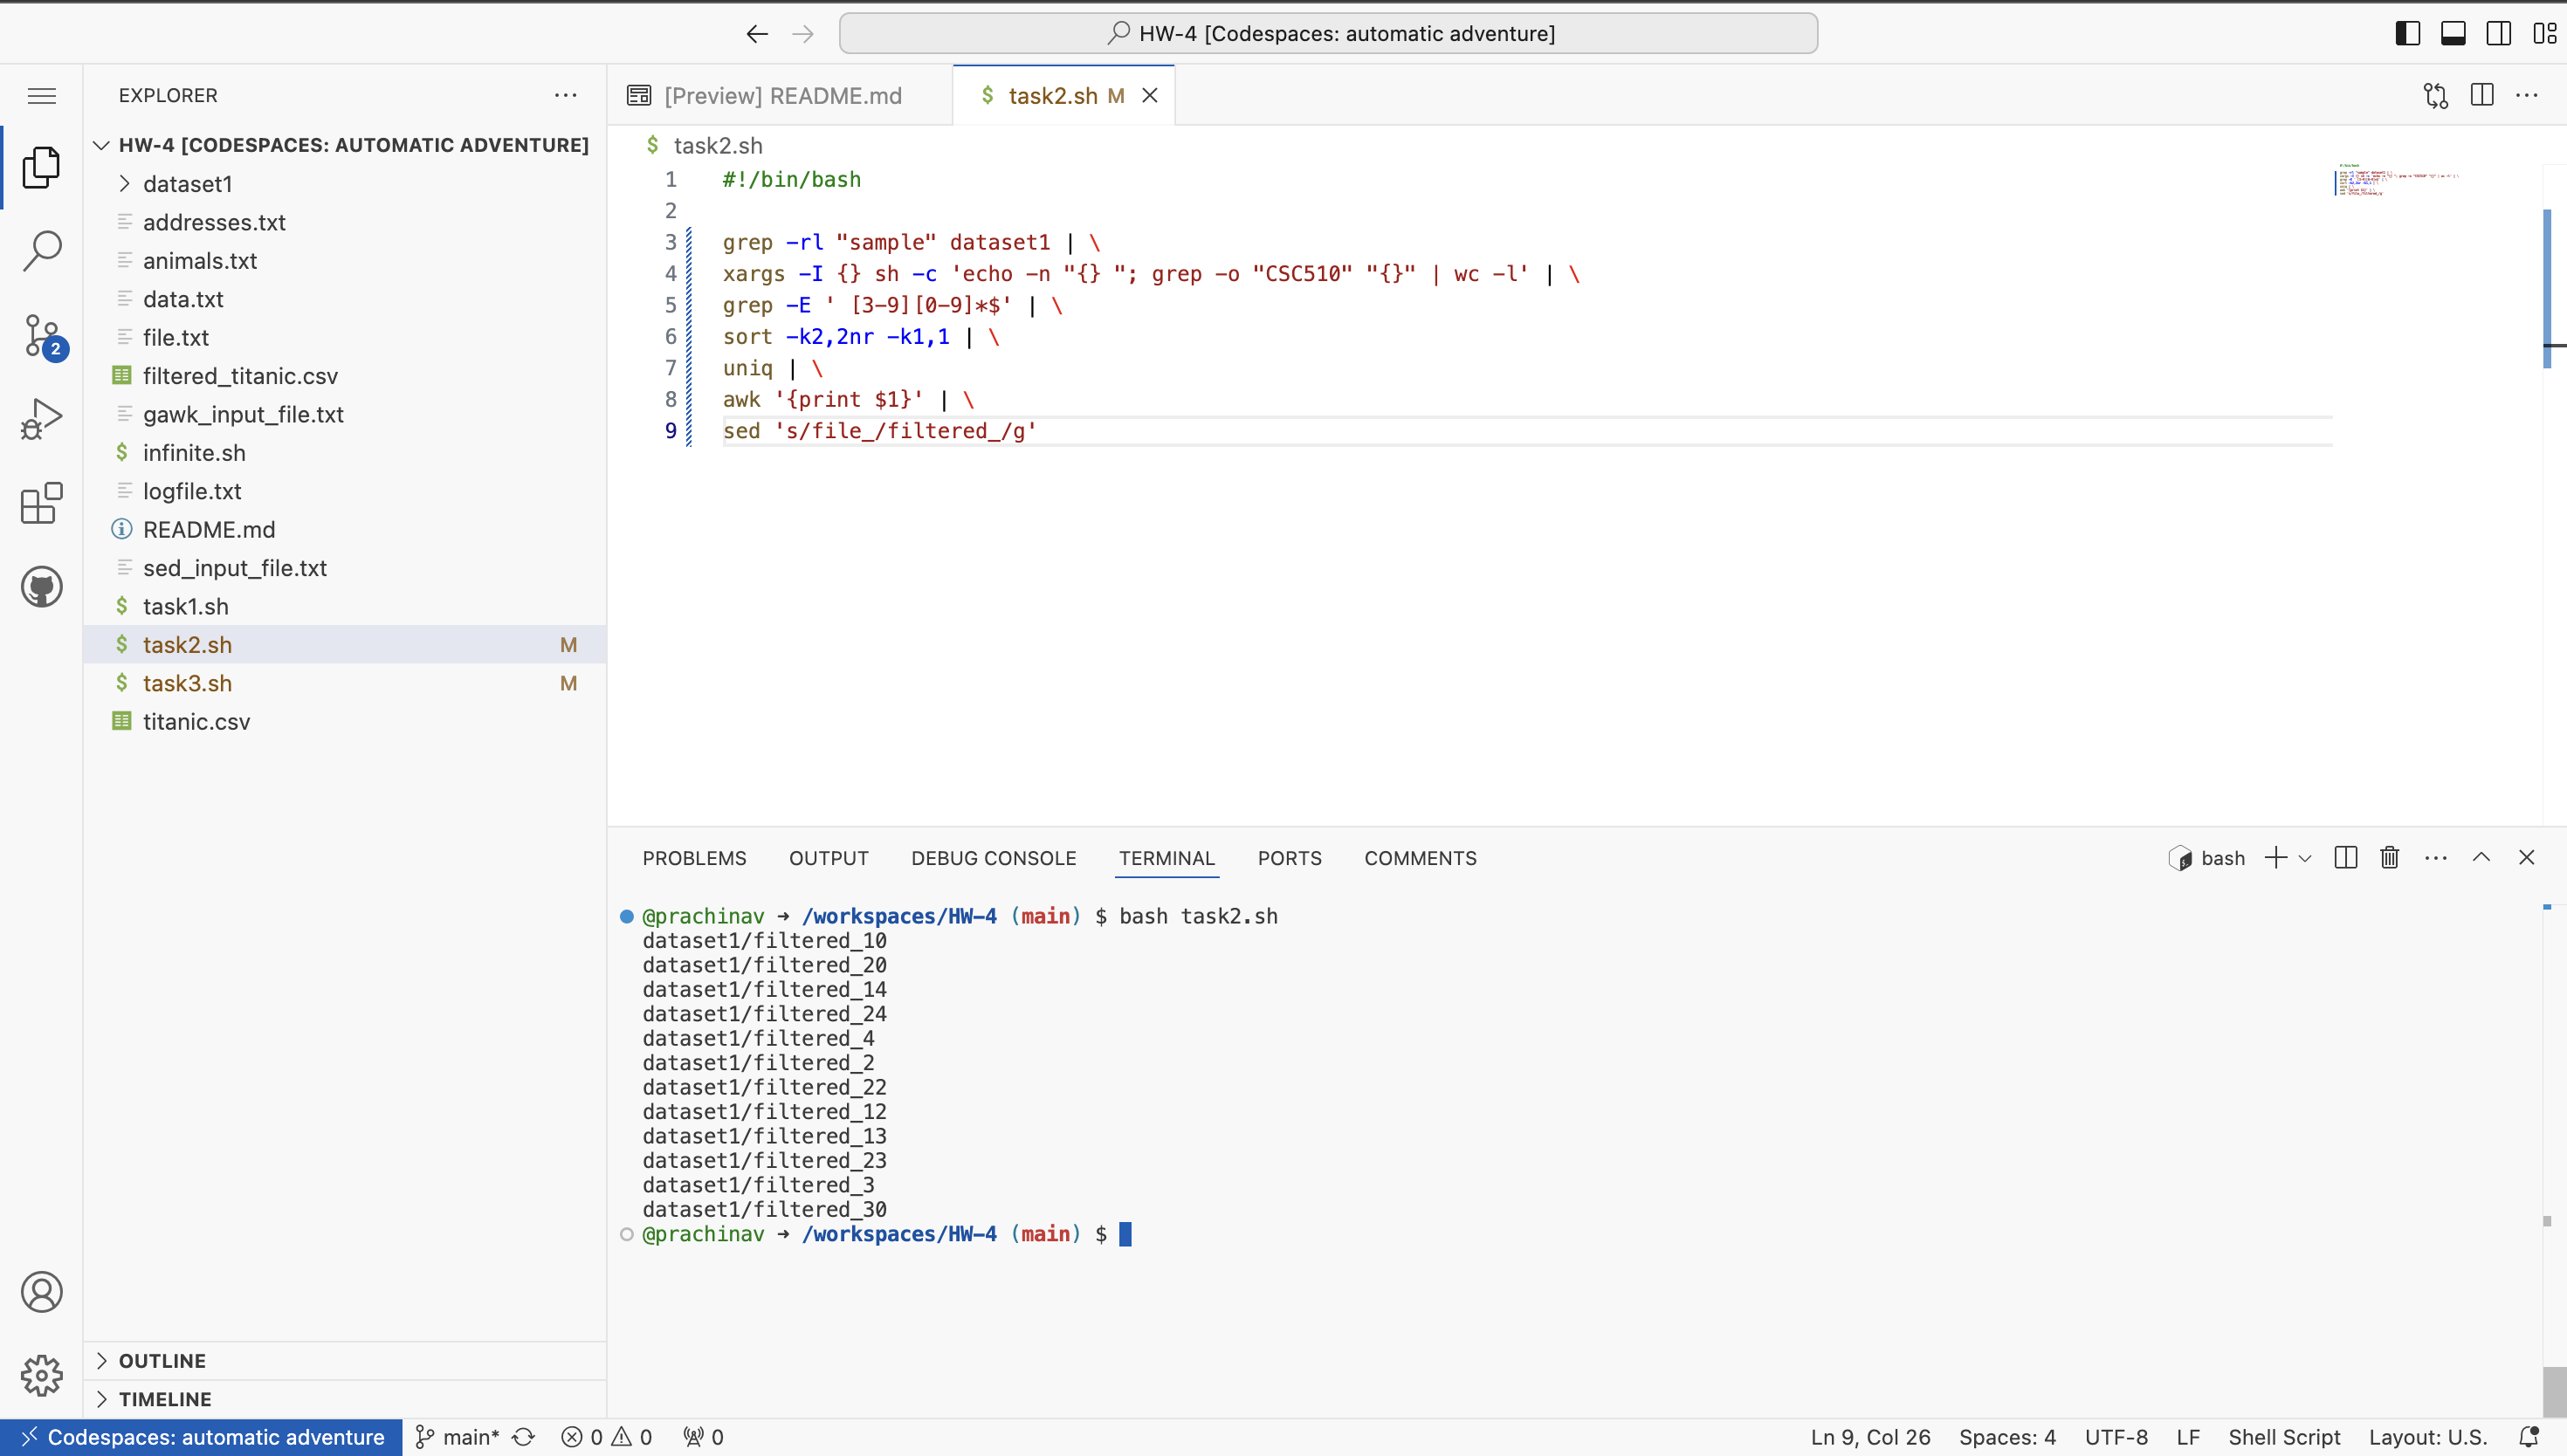 HW-4 [Codespaces: automatic adventure]
EXPLORER
HW-4 [CODESPACES: AUTOMATIC ADVENTURE]
dataset1
addresses.txt
animals.txt
data.txt
file.txt
filtered_titanic.csv
gawk_input_file.txt
infinite.sh
logfile.txt
README.md
sed_input_file.txt
task1.sh
task2.sh M
task3.sh M
titanic.csv
OUTLINE
TIMELINE
2
[Preview] README.md
$ task2.sh M
$ task2.sh
1 #!/bin/bash
2
3 grep -rl "sample" dataset1 | \
4 xargs -I {} sh -c 'echo -n "{} "; grep -o "CSC510" "{}" | wc -l' | \
5 grep -E ' [3-9][0-9]*$' | \
6 sort -k2,2nr -k1,1 | \
7 uniq | \
8 awk '{print $1}' | \
9 sed 's/file_/filtered_/g'
PROBLEMS OUTPUT DEBUG CONSOLE TERMINAL PORTS COMMENTS
bash
@prachinav ➜ /workspaces/HW-4 (main) $ bash task2.sh
dataset1/filtered_10
dataset1/filtered_20
dataset1/filtered_14
dataset1/filtered_24
dataset1/filtered_4
dataset1/filtered_2
dataset1/filtered_22
dataset1/filtered_12
dataset1/filtered_13
dataset1/filtered_23
dataset1/filtered_3
dataset1/filtered_30
@prachinav ➜ /workspaces/HW-4 (main) $
Codespaces: automatic adventure main* 0 0 0 Ln 9, Col 26 Spaces: 4 UTF-8 LF Shell Script Layout: U.S.